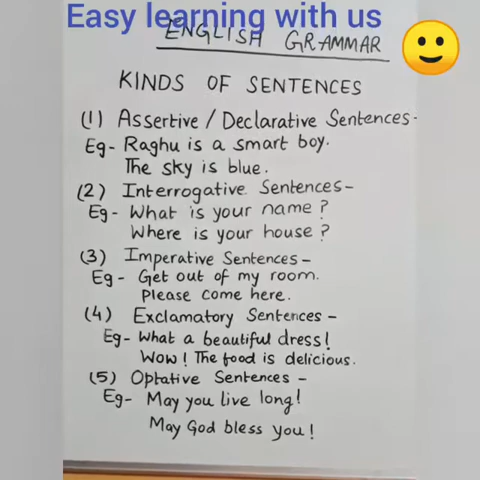 Easy learning with us
ENGLISH GRAMMAR
KINDS OF SENTENCES
(1) Assertive / Declarative Sentences-
Eg- Raghu is a smart boy.
The sky is blue.
(2) Interrogative Sentences-
Eg- What is your name?
Where is your house?
(3) Imperative Sentences-
Eg- Get out of my room.
Please come here.
(4) Exclamatory Sentences-
Eg- What a beautiful dress!
Wow! The food is delicious.
(5) Optative Sentences-
Eg- May you live long!
May God bless you!